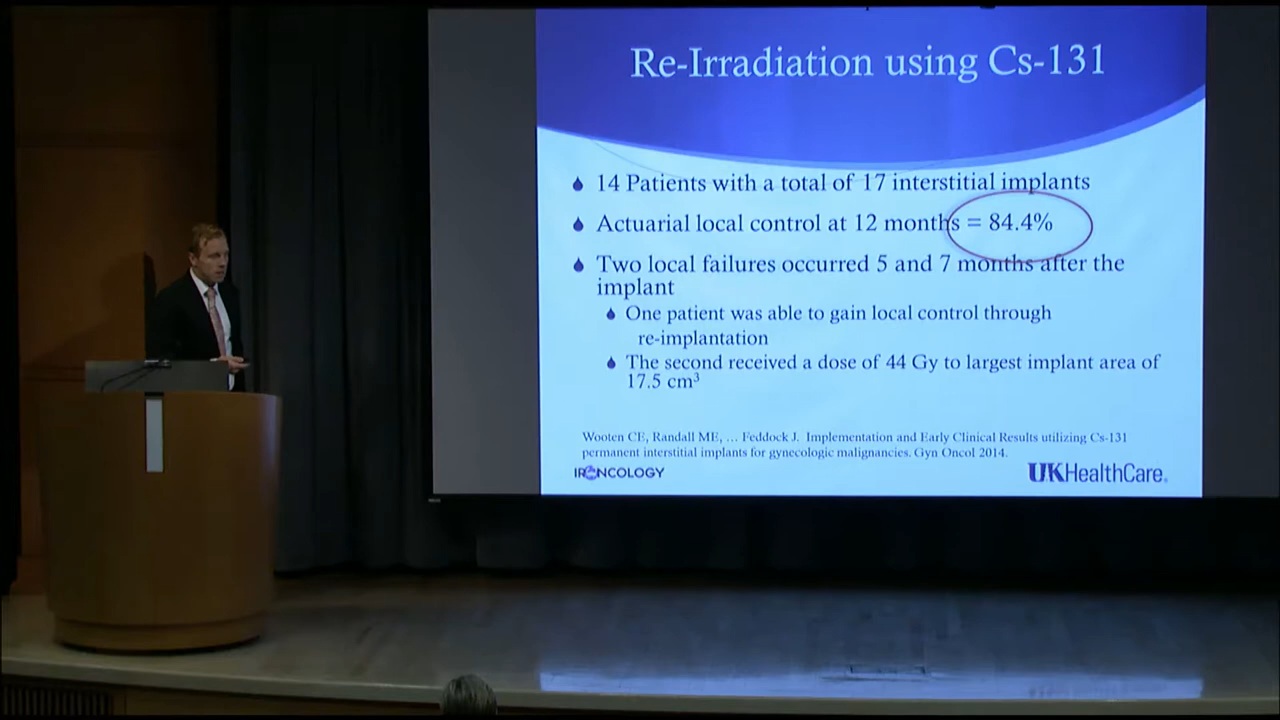 Re-Irradiation using Cs-131
14 Patients with a total of 17 interstitial implants
Actuarial local control at 12 months = 84.4%
Two local failures occurred 5 and 7 months after the
implant
One patient was able to gain local control through
re-implantation
The second received a dose of 44 Gy to largest implant area of
17.5 cm³
Wooten CE, Randall ME, … Feddock J. Implementation and Early Clinical Results utilizing Cs-131
permanent interstitial implants for gynecologic malignancies. Gyn Oncol 2014.
IRONCOLOGY
UKHealthCare